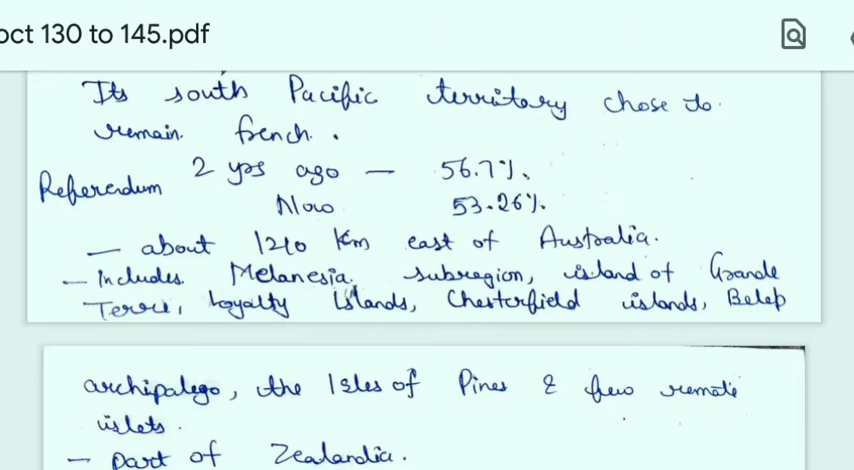 oct 130 to 145.pdf
Its south Pacific territory chose to
remain french.
Referendum 2 yrs ago — 56.7%.
Now 53.26%.
— about 1210 km east of Australia.
— Includes Melanesia subregion, island of Grande
Terre, Loyalty Islands, Chesterfield islands, Belep
archipalego, the Isles of Pines & few remote
islets.
— part of Zealandia.